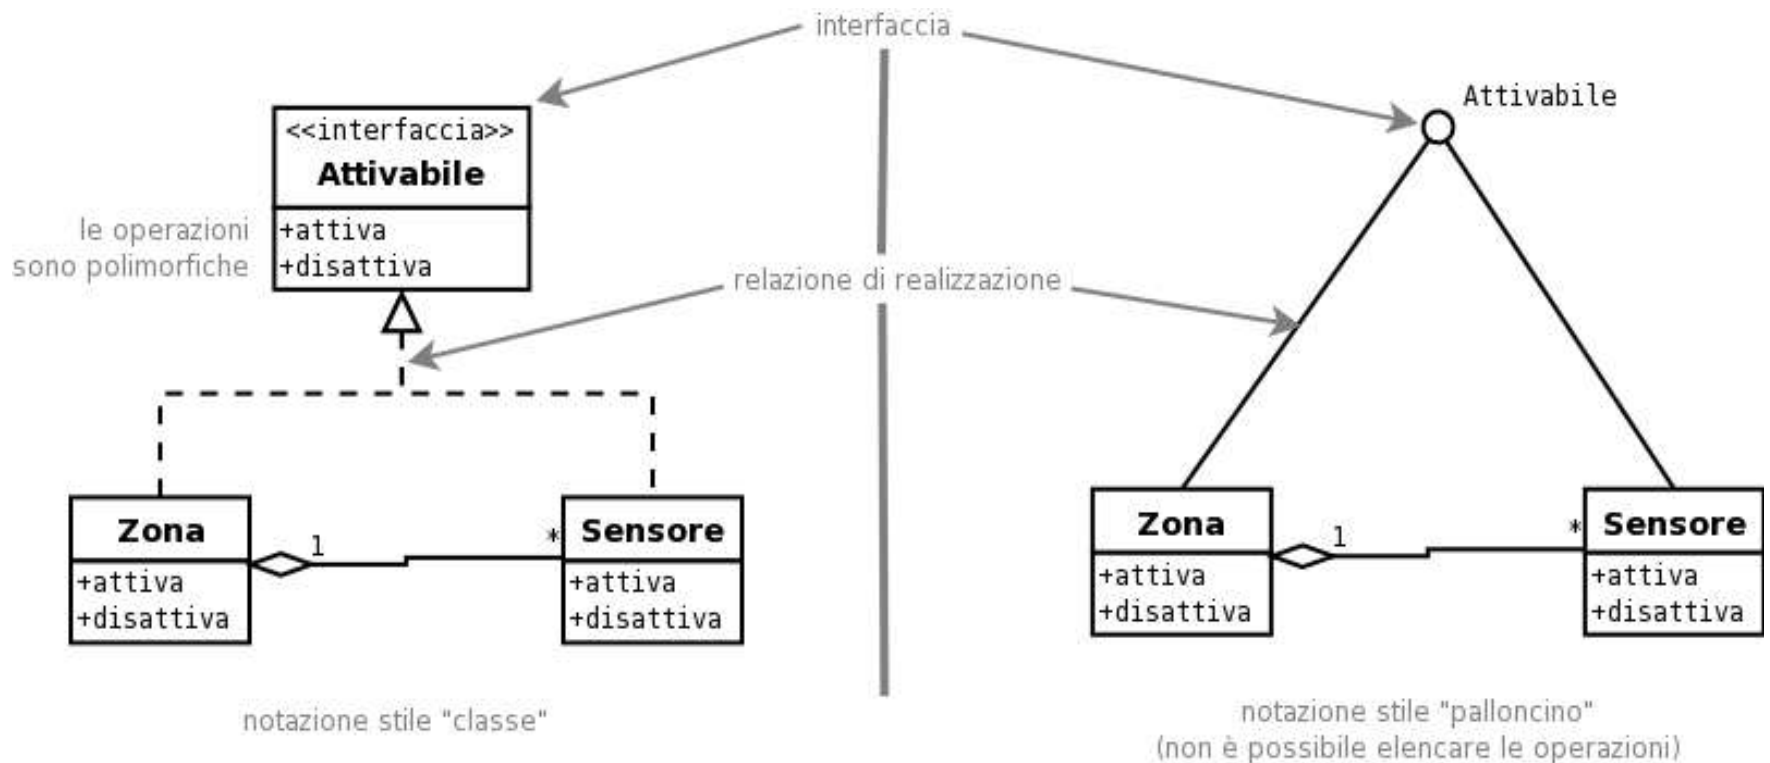 interfaccia
<<interfaccia>>
Attivabile
+attiva
+disattiva
le operazioni
sono polimorfiche
relazione di realizzazione
Zona
+attiva
+disattiva
1
*
Sensore
+attiva
+disattiva
notazione stile "classe"
Attivabile
Zona
+attiva
+disattiva
1
*
Sensore
+attiva
+disattiva
notazione stile "palloncino"
(non è possibile elencare le operazioni)